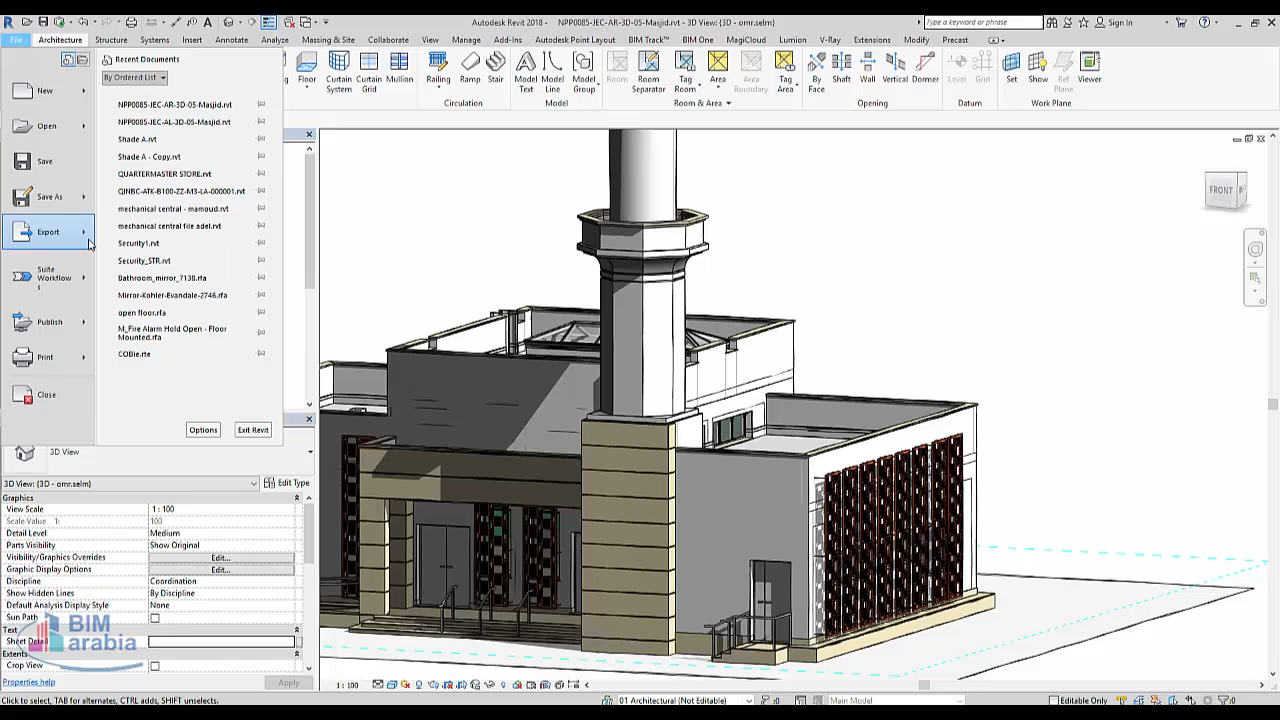 Autodesk Revit 2018 - NPP0085-JEC-AR-3D-05-Masjid.rvt - 3D View: {3D - omr.selm}
Type a keyword or phrase
Sign In
File Architecture Structure Systems Insert Annotate Analyze Massing & Site Collaborate View Manage Add-Ins Autodesk Point Layout BIM Track™ BIM One MagiCloud Lumion V-Ray Extensions Modify Precast
Floor
Curtain System
Curtain Grid
Mullion
Railing
Ramp
Stair
Model Text
Model Line
Model Group
Room
Room Separator
Tag Room
Area
Area Boundary
Tag Area
By Face
Shaft
Wall
Vertical
Dormer
Level
Grid
Set
Show
Ref Plane
Viewer
Circulation
Model
Room & Area
Opening
Datum
Work Plane
New
Open
Save
Save As
Export
Suite Workflow s
Publish
Print
Close
Recent Documents
By Ordered List
NPP0085-JEC-AR-3D-05-Masjid.rvt
NPP0085-JEC-AL-3D-05-Masjid.rvt
Shade A.rvt
Shade A - Copy.rvt
QUARTERMASTER STORE.rvt
QINBC-ATK-B100-ZZ-M3-LA-000001.rvt
mechanical central - mamoud.rvt
mechanical central file adel.rvt
Security1.rvt
Security_STR.rvt
Bathroom_mirror_7138.rfa
Mirror-Kohler-Evandale-2746.rfa
open floor.rfa
M_Fire Alarm Hold Open - Floor
Mounted.rfa
COBie.rte
Options
Exit Revit
FRONT
3D View
3D View: {3D - omr.selm}
Edit Type
Graphics
View Scale 1 : 100
Scale Value 1: 100
Detail Level Medium
Parts Visibility Show Original
Visibility/Graphics Overrides Edit...
Graphic Display Options Edit...
Discipline Coordination
Show Hidden Lines By Discipline
Default Analysis Display Style None
Sun Path
Text
Sheet Detail
Extents
Crop View
BIM
arabia
Properties help
Apply
1 : 100
Click to select, TAB for alternates, CTRL adds, SHIFT unselects.
01 Architectural (Not Editable)
:0
Main Model
Editable Only
:0